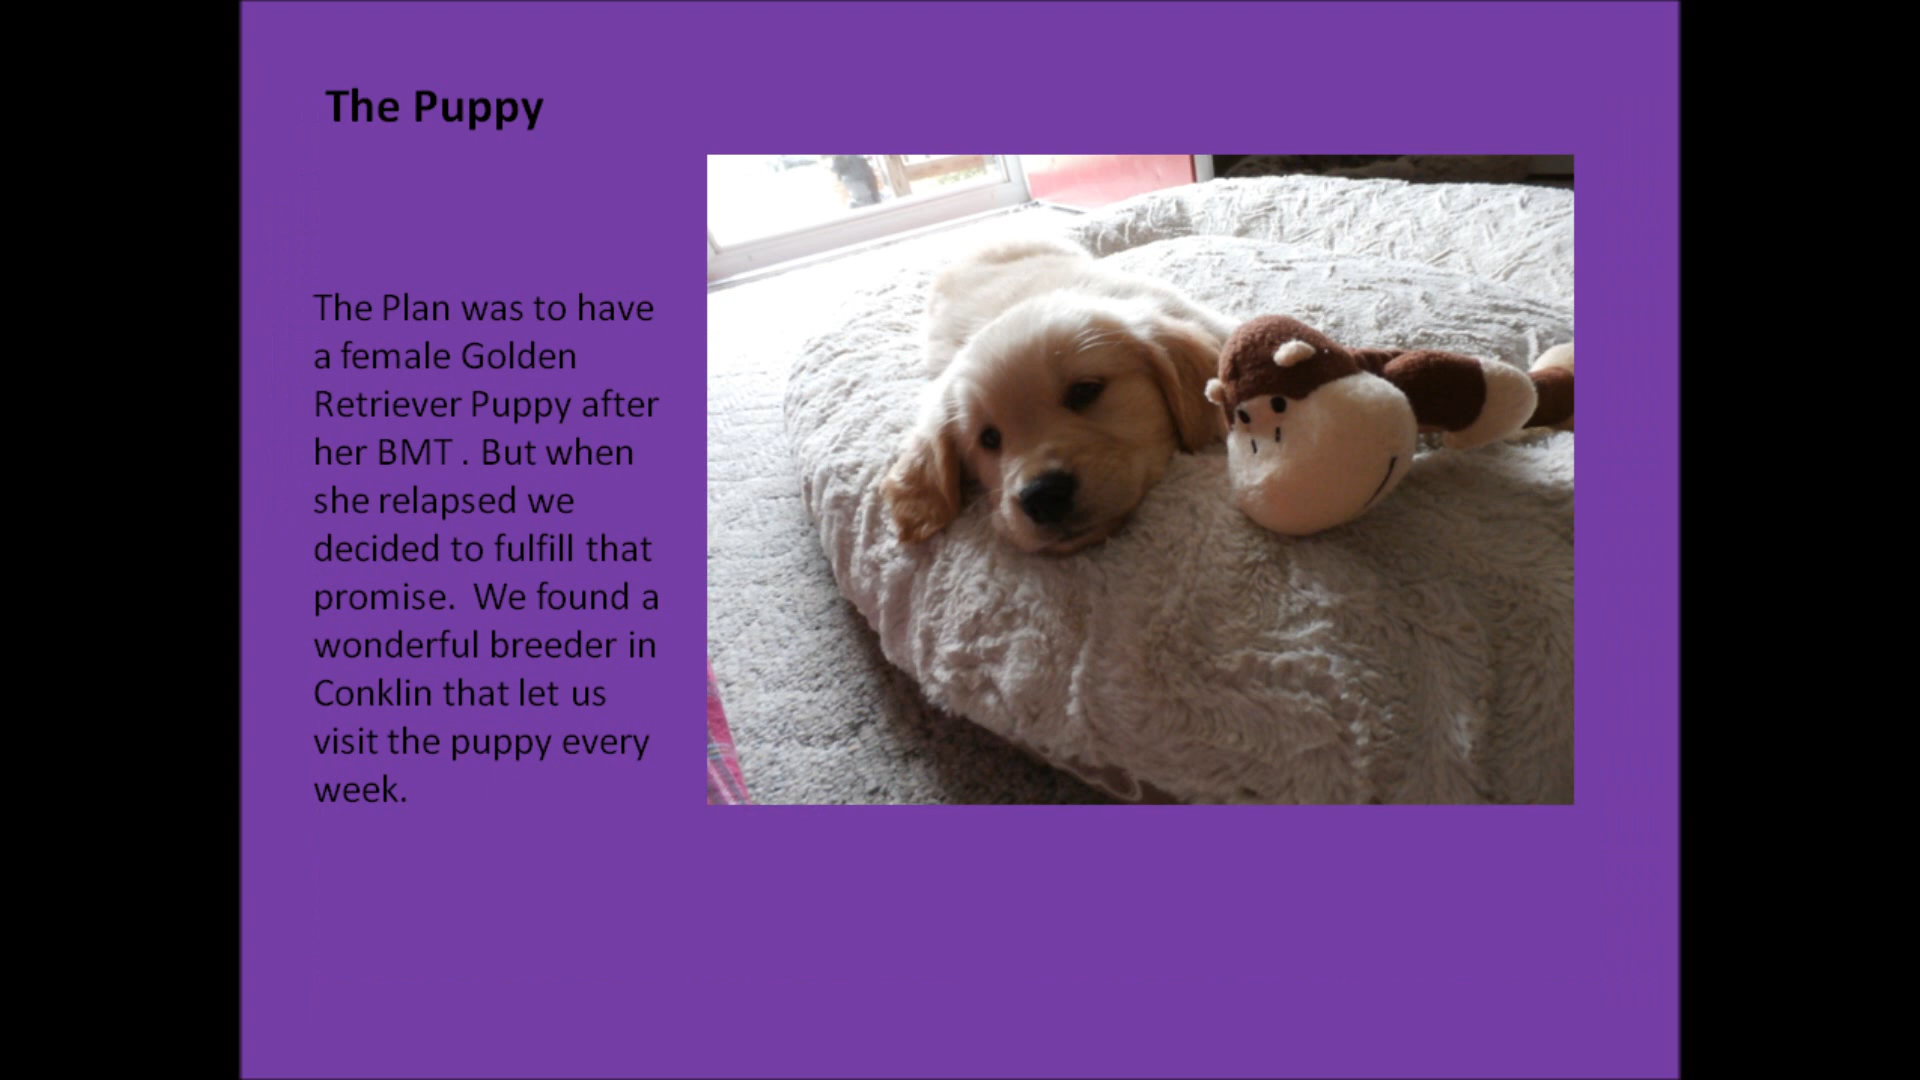 The Puppy
The Plan was to have
a female Golden
Retriever Puppy after
her BMT . But when
she relapsed we
decided to fulfill that
promise.  We found a
wonderful breeder in
Conklin that let us
visit the puppy every
week.